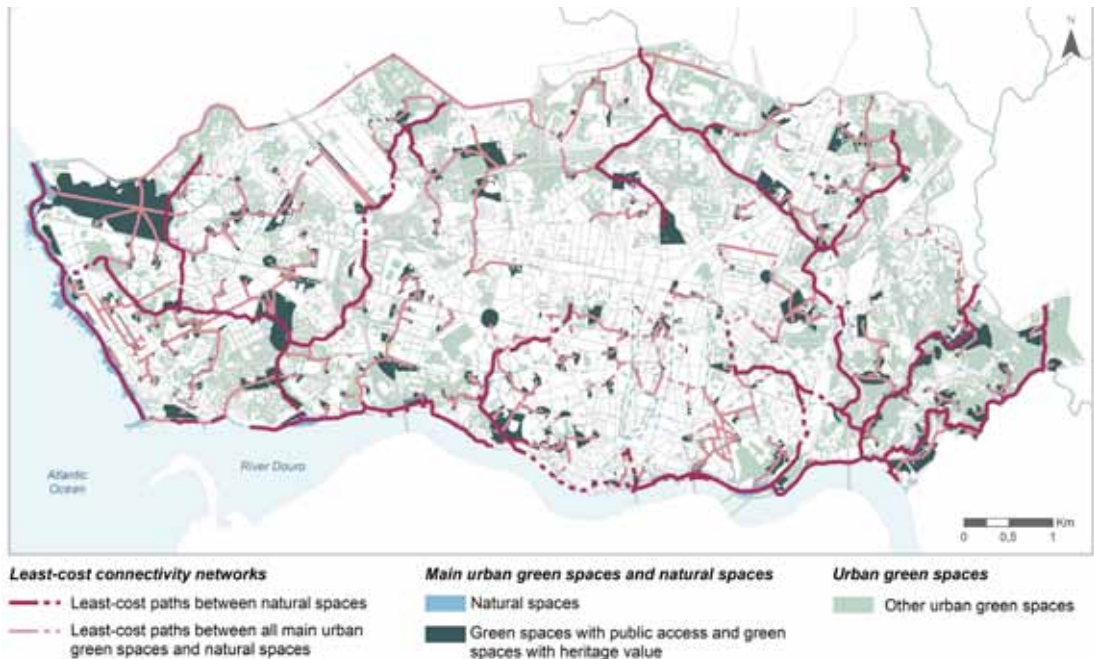 N
Atlantic
Ocean
River Douro
Km
0 0,5 1
Least-cost connectivity networks
Least-cost paths between natural spaces
Least-cost paths between all main urban
green spaces and natural spaces
Main urban green spaces and natural spaces
Natural spaces
Green spaces with public access and green
spaces with heritage value
Urban green spaces
Other urban green spaces